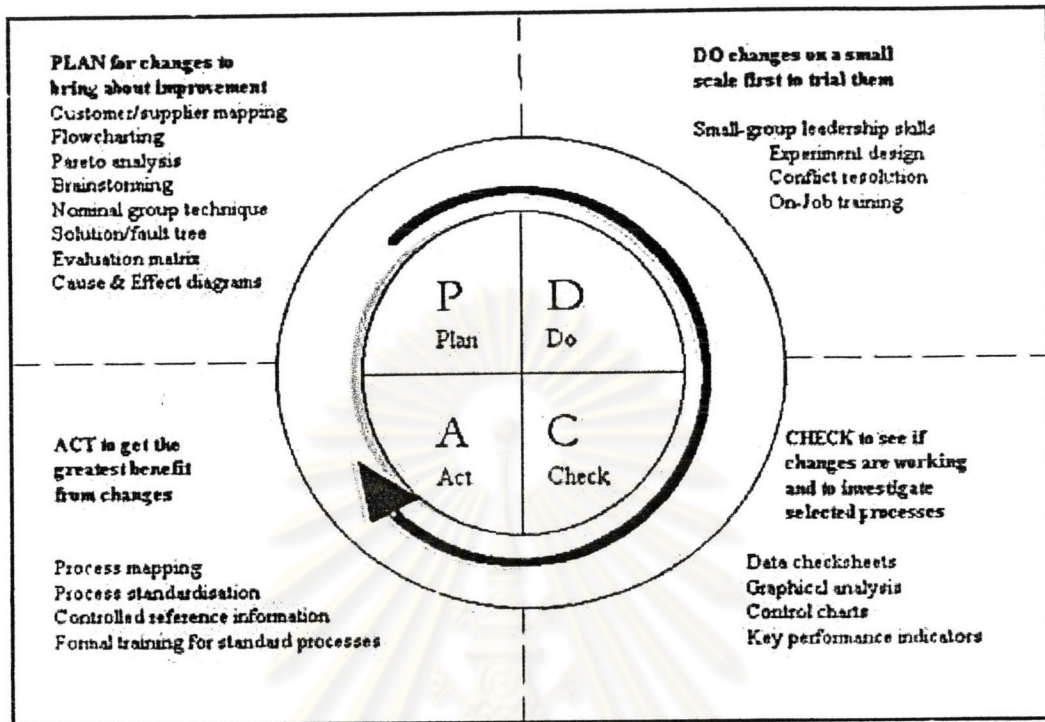 PLAN for changes to
bring about improvement
Customer/supplier mapping
Flowcharting
Pareto analysis
Brainstorming
Nominal group technique
Solution/fault tree
Evaluation matrix
Cause & Effect diagrams
DO changes on a small
scale first to trial them
Small-group leadership skills
Experiment design
Conflict resolution
On-Job training
P
Plan
D
Do
A
Act
C
Check
ACT to get the
greatest benefit
from changes
Process mapping
Process standardisation
Controlled reference information
Formal training for standard processes
CHECK to see if
changes are working
and to investigate
selected processes
Data checksheets
Graphical analysis
Control charts
Key performance indicators